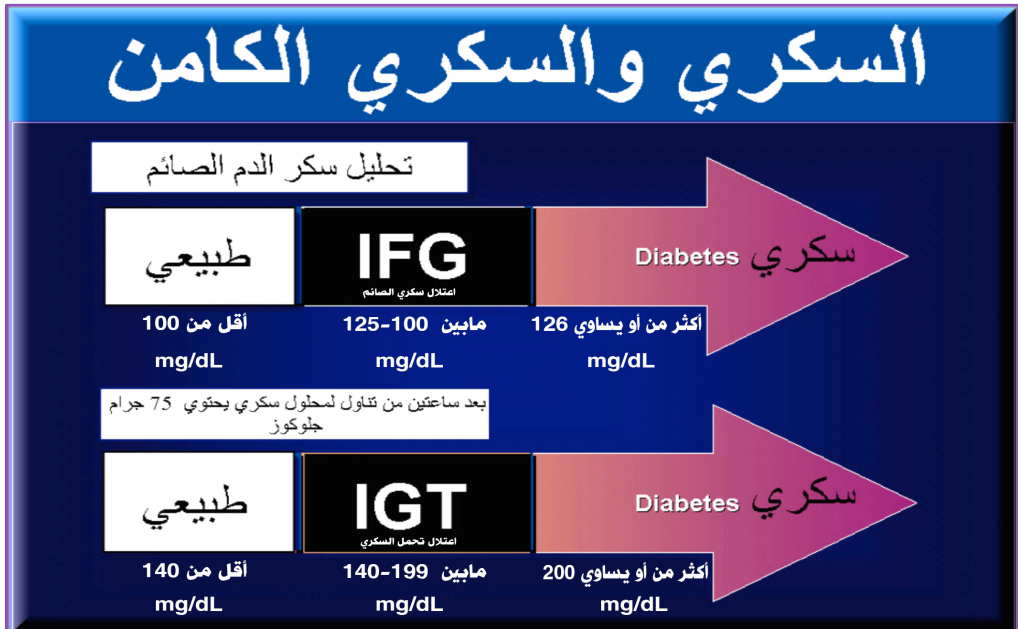 السكري والسكري الكامن
تحليل سكر الدم الصائم
طبيعي
IFG
اعتلال سكري الصائم
سكري Diabetes
أقل من 100
mg/dL
مابين 100-125
mg/dL
أكثر من أو يساوي 126
mg/dL
بعد ساعتين من تناول لمحلول سكري يحتوي 75 جرام
جلوكوز
طبيعي
IGT
اعتلال تحمل السكري
سكري Diabetes
أقل من 140
mg/dL
مابين 199-140
mg/dL
أكثر من أو يساوي 200
mg/dL